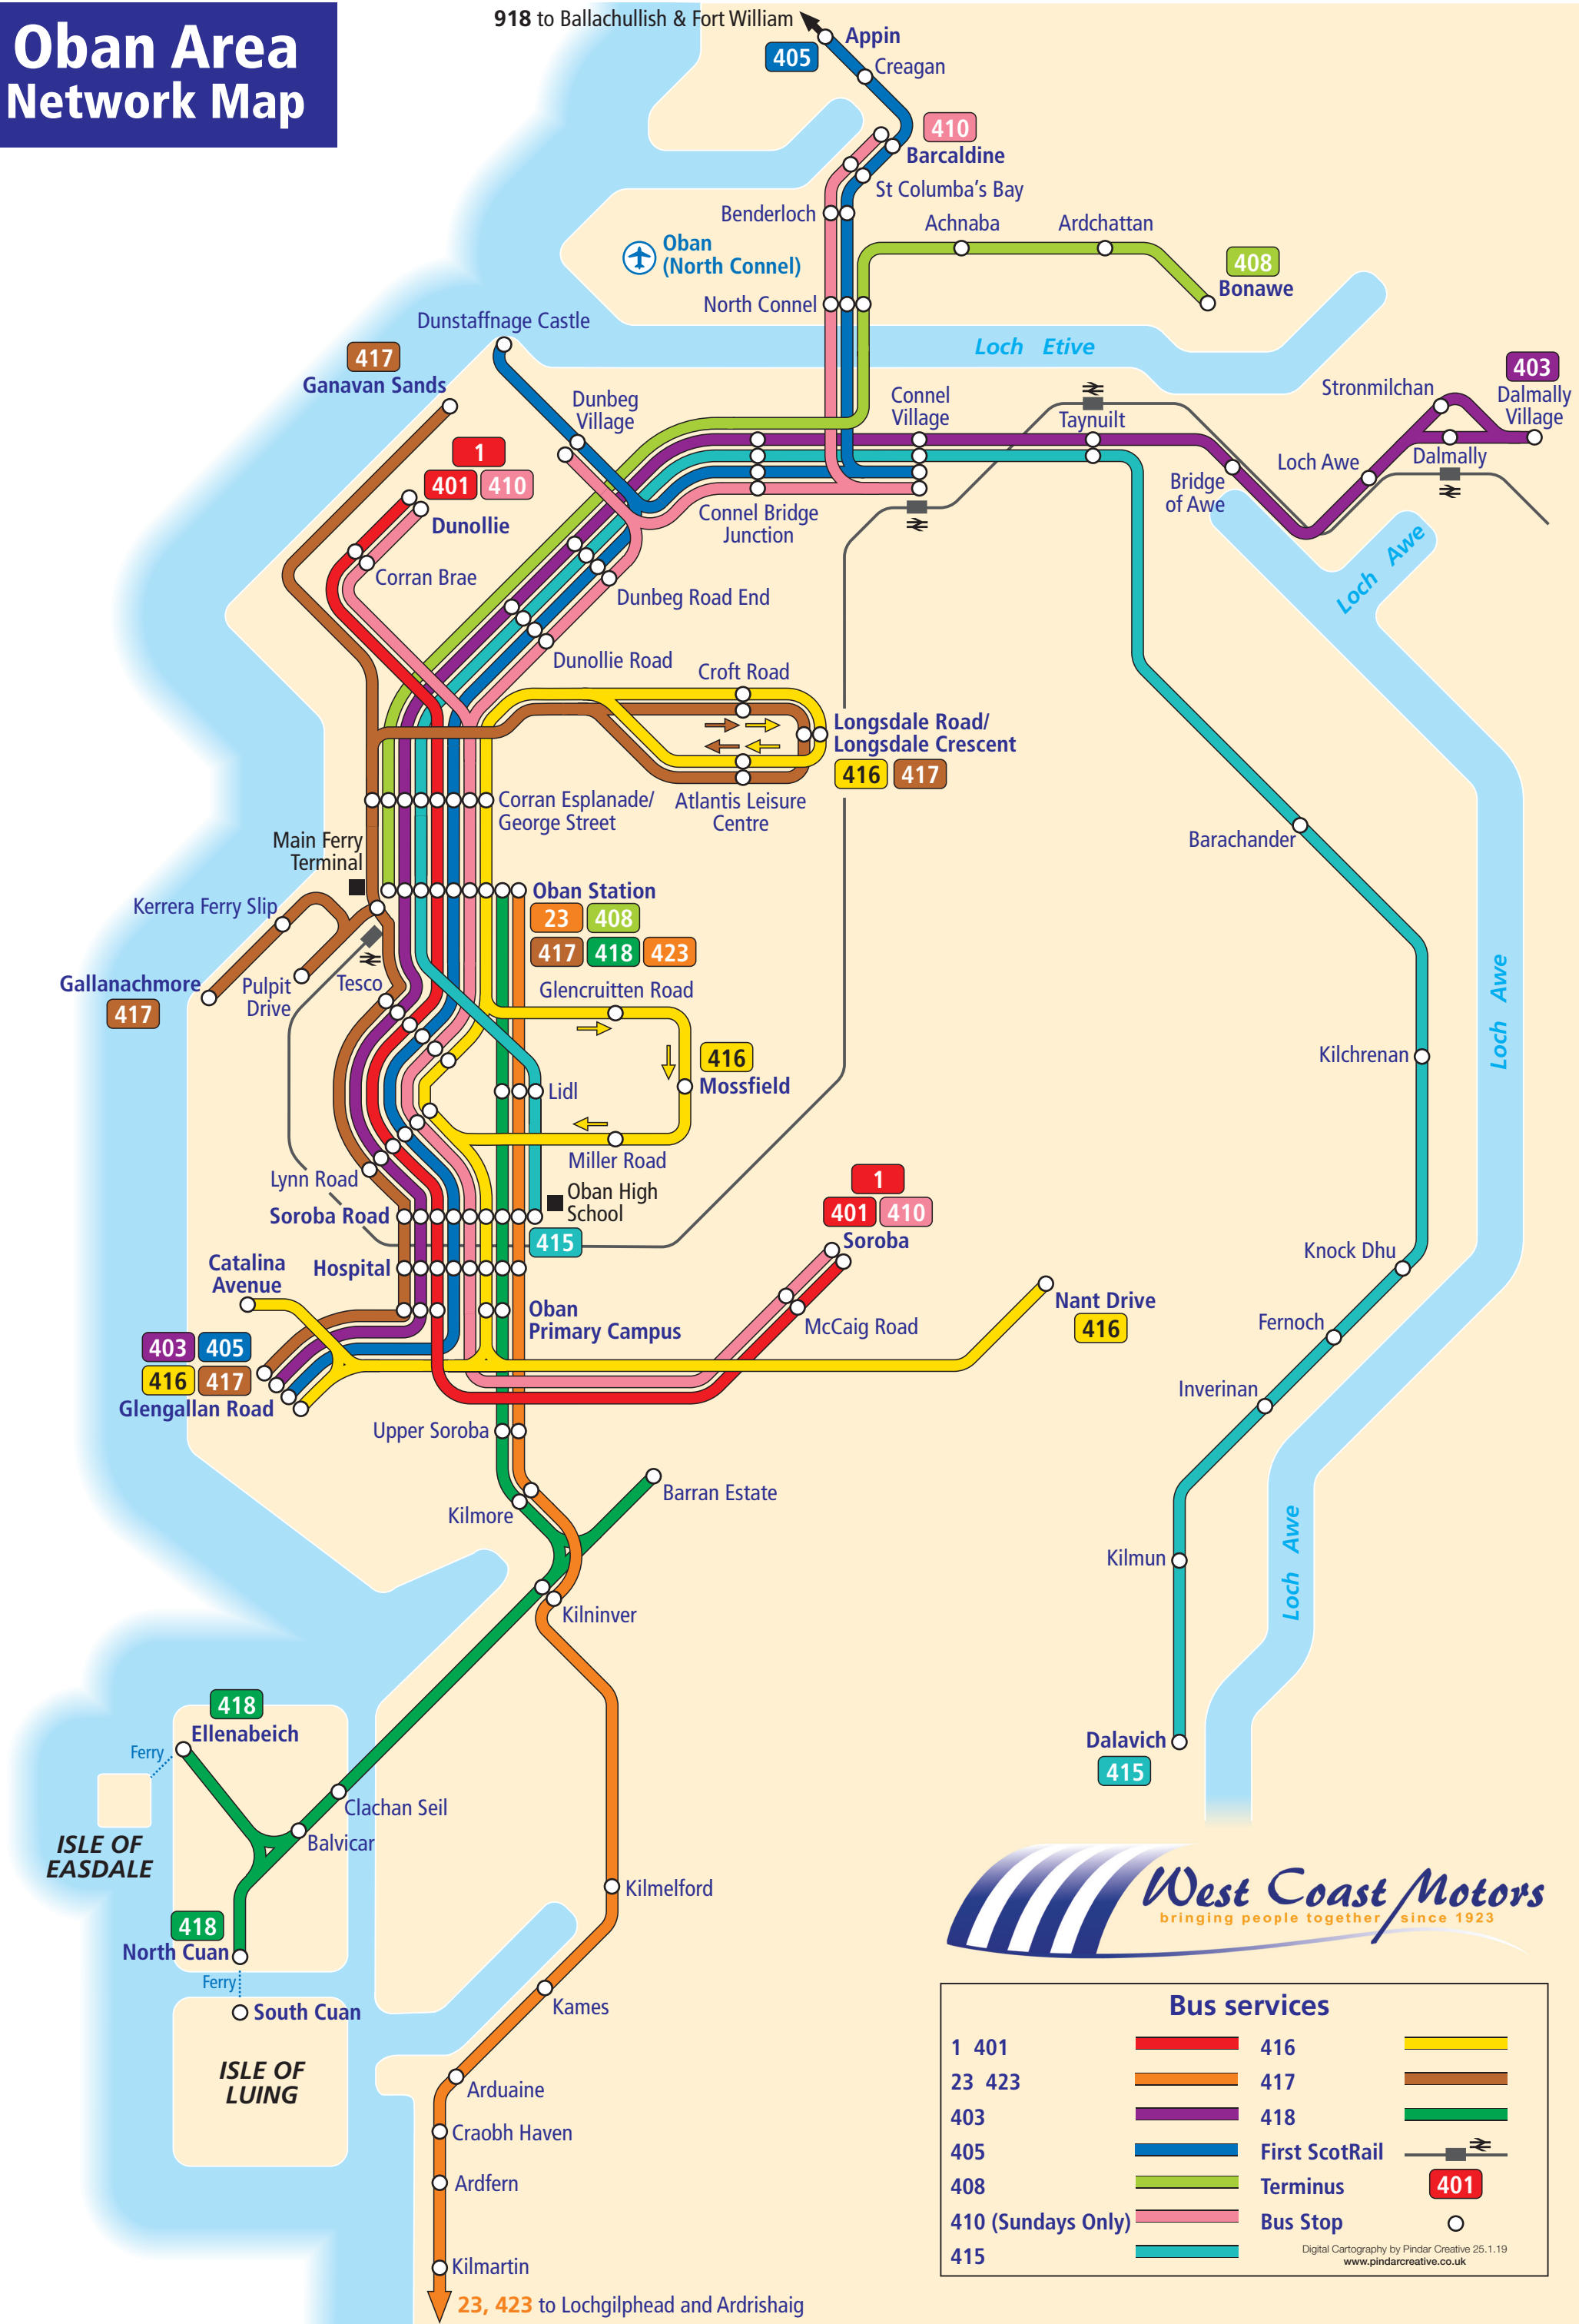 Oban Area
Network Map
918 to Ballachullish & Fort William
Appin
405
Creagan
410
Barcaldine
St Columba's Bay
Benderloch
Achnaba
Ardchattan
Oban
(North Connel)
408
Bonawe
North Connel
Dunstaffnage Castle
Loch Etive
417
Ganavan Sands
403
Dalmally
Village
Stronmilchan
Dunbeg
Village
Connel
Village
Taynuilt
1
401 410
Dunollie
Dalmally
Loch Awe
Bridge
of Awe
Connel Bridge
Junction
Loch Awe
Corran Brae
Dunbeg Road End
Dunollie Road
Croft Road
Longsdale Road/
Longsdale Crescent
416 417
Corran Esplanade/
George Street
Atlantis Leisure
Centre
Main Ferry
Terminal
Barachander
Oban Station
23 408
417 418 423
Kerrera Ferry Slip
Gallanachmore
417
Pulpit
Drive
Tesco
Glencruitten Road
Loch Awe
416
Mossfield
Kilchrenan
Lidl
Miller Road
Lynn Road
Oban High
School
Soroba Road
415
1
401 410
Soroba
Knock Dhu
Catalina
Avenue
Hospital
Nant Drive
416
Oban
Primary Campus
McCaig Road
Fernoch
403 405
416 417
Glengallan Road
Inverinan
Upper Soroba
Barran Estate
Kilmore
Kilmun
Loch Awe
Kilninver
418
Ellenabeich
Ferry
Dalavich
415
Clachan Seil
ISLE OF
EASDALE
Balvicar
Kilmelford
418
North Cuan
Ferry
South Cuan
Kames
ISLE OF
LUING
Arduaine
Craobh Haven
Ardfern
Kilmartin
23, 423 to Lochgilphead and Ardrishaig
West Coast Motors
bringing people together since 1923
Bus services
1 401
416
23 423
417
403
418
405
First ScotRail
408
Terminus
401
410 (Sundays Only)
Bus Stop
415
Digital Cartography by Pindar Creative 25.1.19
www.pindarcreative.co.uk